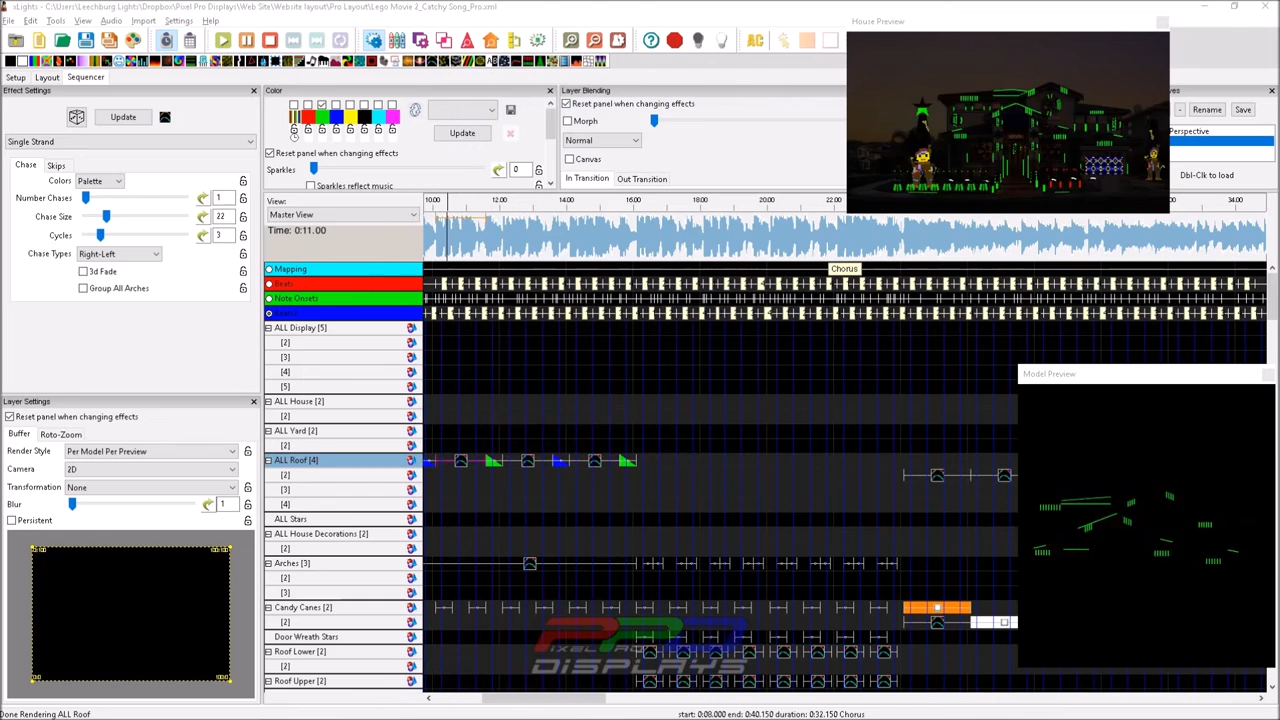 xLights - C:\Users\Leechburg Lights\Dropbox\Pixel Pro Displays\Web Site\Website layout\Pro Layout\Lego Movie 2_Catchy Song_Pro.xml
File Edit Tools View Audio Import Settings Help
House Preview
AC
Setup Layout Sequencer
Effect Settings
Update
Single Strand
Chase Skips
Colors Palette
Number Chases 1
Chase Size 22
Cycles 3
Chase Types Right-Left
3d Fade
Group All Arches
Color
Update
Reset panel when changing effects
Sparkles 0
Sparkles reflect music
Layer Blending
Reset panel when changing effects
Morph
Normal
Canvas
In Transition Out Transition
- Rename Save
Perspective
Dbl-Clk to load
View:
Master View
Time: 0:11.00
10.00 12.00 14.00 16.00 20.00 22.00 34.00
Mapping
Chorus
Beats
Note Onsets
ALL Display [5]
[2]
[3]
[4]
[5]
ALL House [2]
[2]
ALL Yard [2]
[2]
ALL Roof [4]
[2]
[3]
[4]
ALL Stars
ALL House Decorations [2]
[2]
Arches [3]
[2]
[3]
Candy Canes [2]
[2]
Door Wreath Stars
Roof Lower [2]
[2]
Roof Upper [2]
Model Preview
Layer Settings
Reset panel when changing effects
Buffer Roto-Zoom
Render Style Per Model Per Preview
Camera 2D
Transformation None
Blur 1
Persistent
PIXEL PRO
DISPLAYS
Done Rendering ALL Roof
start: 0:08.000 end: 0:40.150 duration: 0:32.150 Chorus